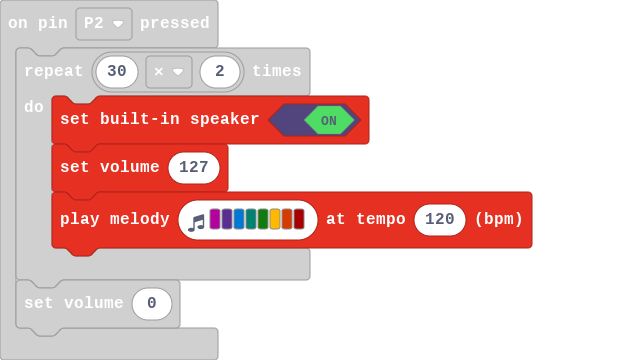 on pin P2 pressed
repeat 30 × 2 times
do
set built-in speaker ON
set volume 127
play melody at tempo 120 (bpm)
set volume 0